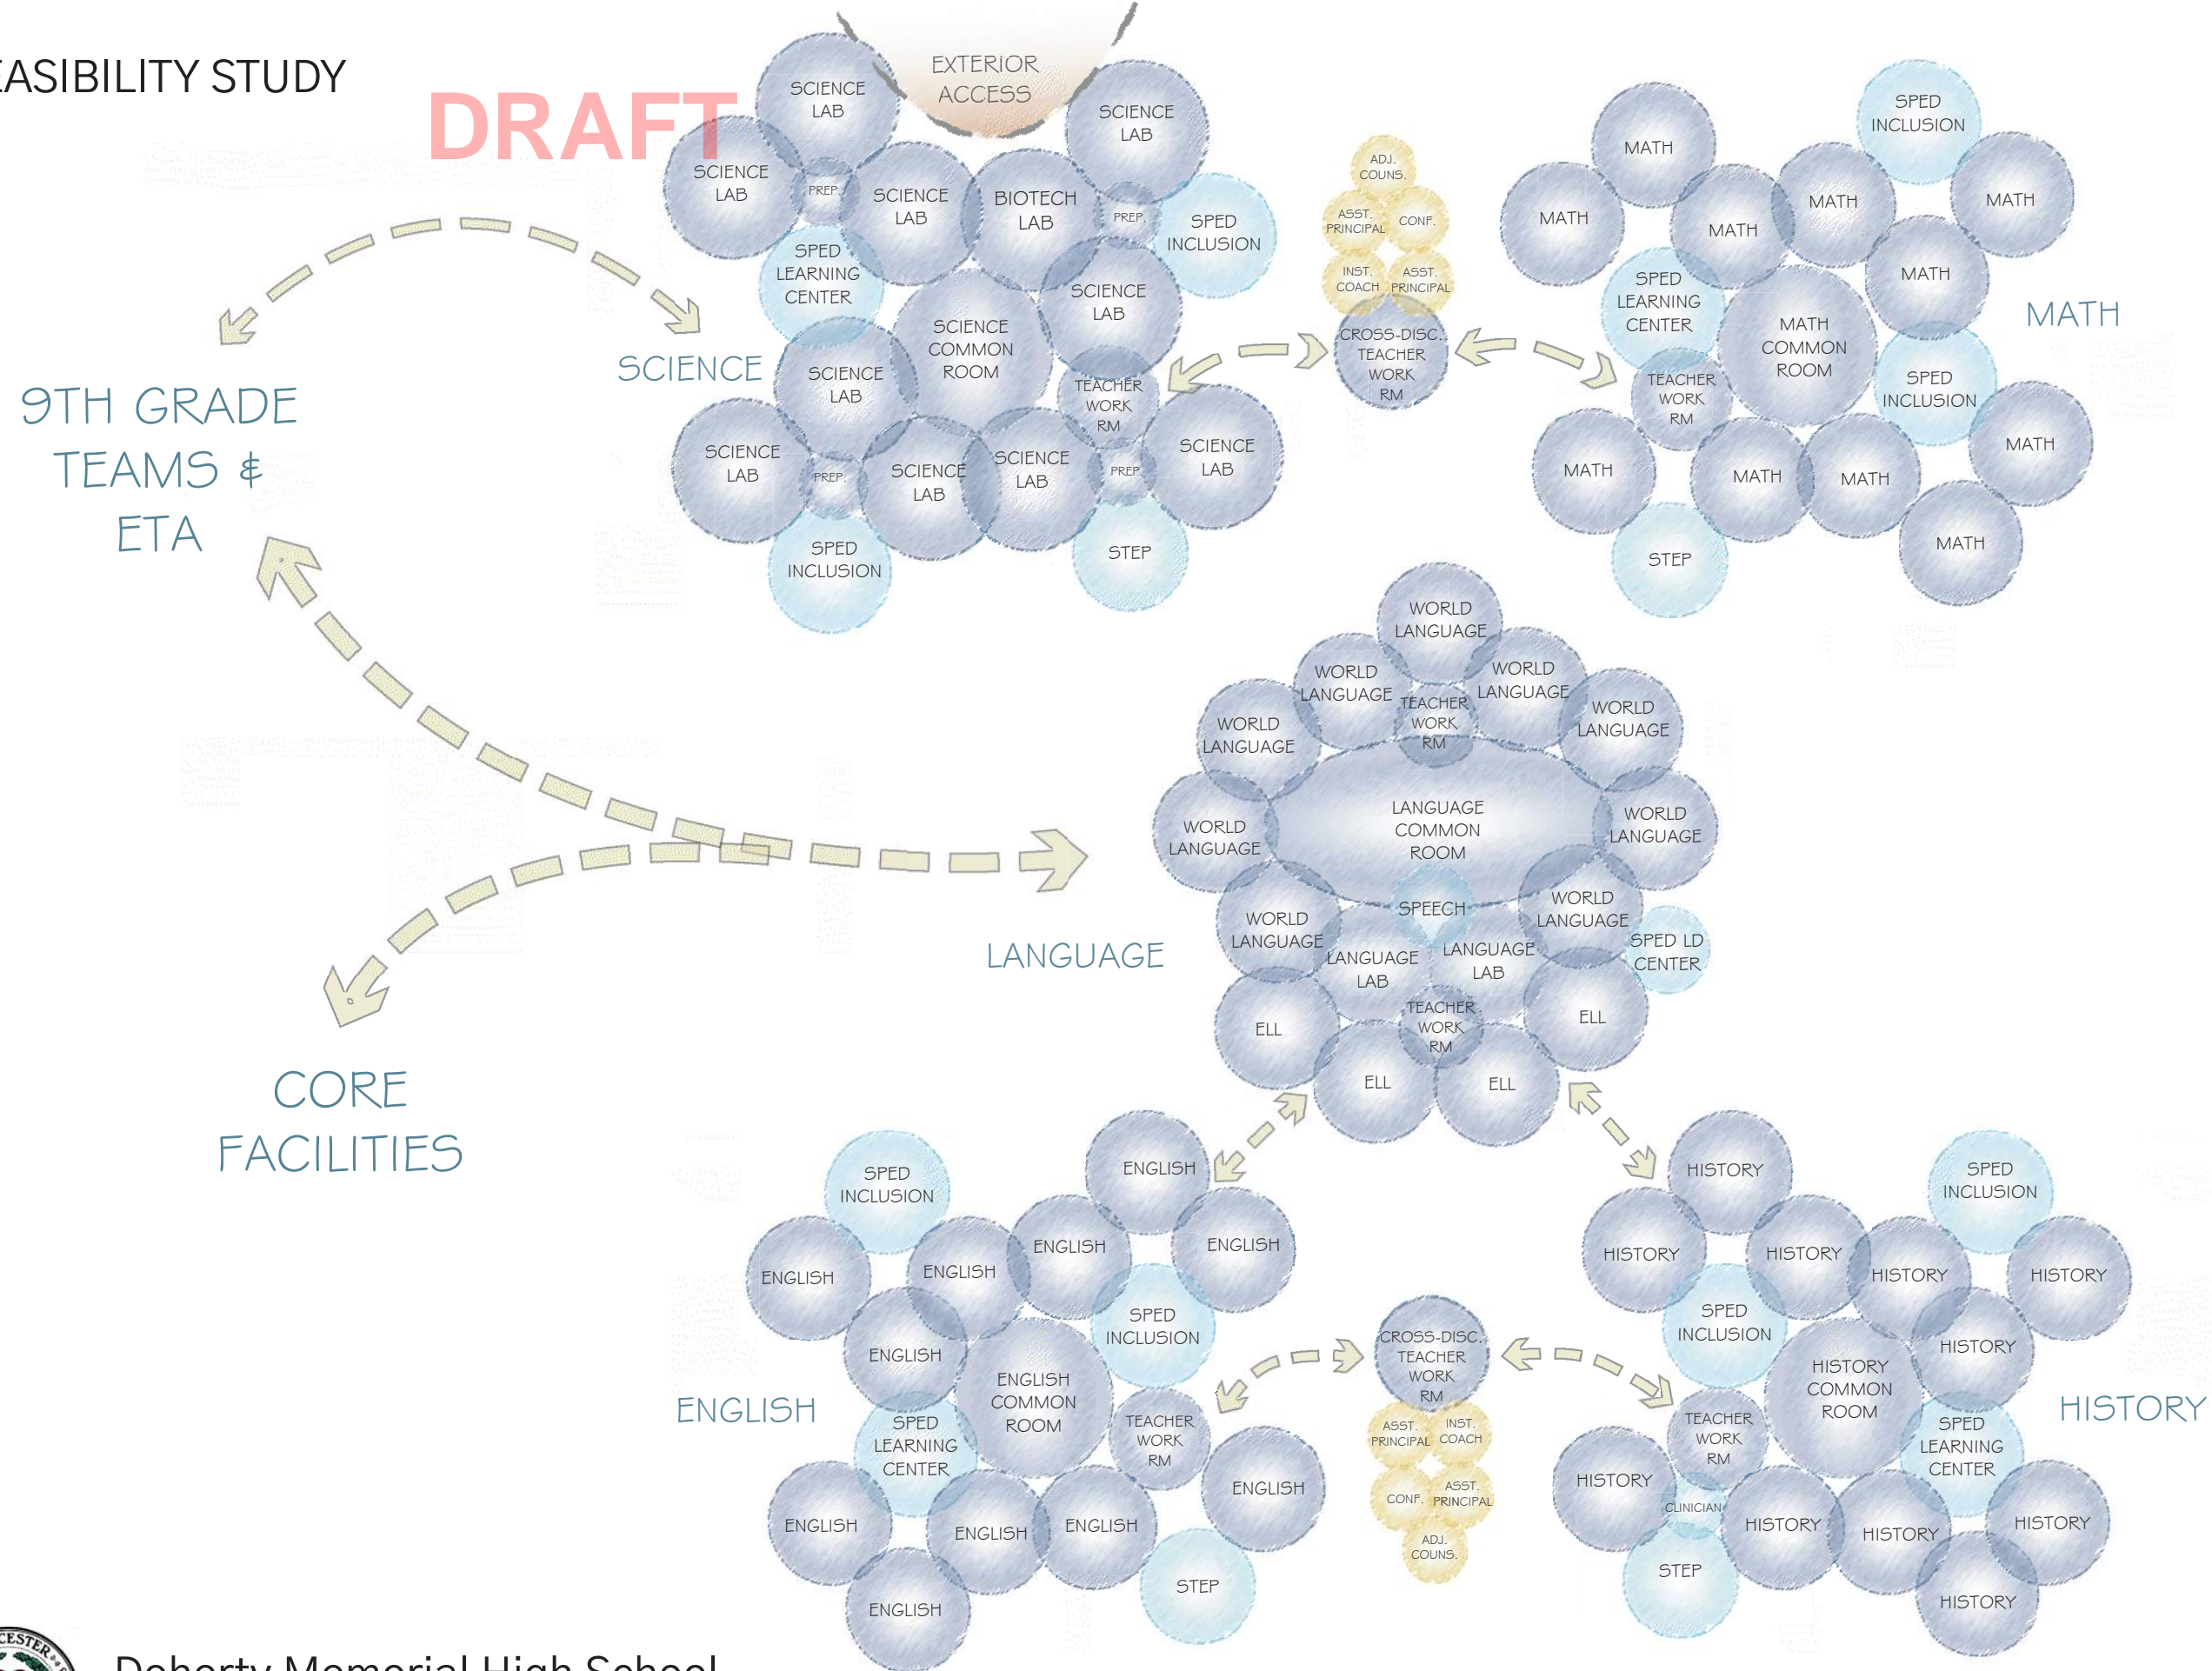 EASIBILITY STUDY
DRAFT
EXTERIOR
ACCESS
SCIENCE
LAB
SCIENCE
LAB
SCIENCE
LAB
PREP.
SCIENCE
LAB
BIOTECH
LAB
PREP.
SPED
INCLUSION
SPED
LEARNING
CENTER
SCIENCE
LAB
SCIENCE
COMMON
ROOM
SCIENCE
SCIENCE
LAB
TEACHER
WORK
RM
SCIENCE
LAB
PREP.
SCIENCE
LAB
SCIENCE
LAB
PREP.
SCIENCE
LAB
SPED
INCLUSION
STEP
ADJ.
COUNS.
ASST.
PRINCIPAL
CONF.
INST.
COACH
ASST.
PRINCIPAL
CROSS-DISC.
TEACHER
WORK
RM
SPED
INCLUSION
MATH
MATH
MATH
MATH
MATH
MATH
SPED
LEARNING
CENTER
MATH
COMMON
ROOM
MATH
TEACHER
WORK
RM
SPED
INCLUSION
MATH
MATH
MATH
MATH
MATH
STEP
9TH GRADE
TEAMS &
ETA
CORE
FACILITIES
WORLD
LANGUAGE
WORLD
LANGUAGE
WORLD
LANGUAGE
TEACHER
WORK
RM
WORLD
LANGUAGE
WORLD
LANGUAGE
WORLD
LANGUAGE
LANGUAGE
COMMON
ROOM
WORLD
LANGUAGE
WORLD
LANGUAGE
SPEECH
WORLD
LANGUAGE
LANGUAGE
LANGUAGE
LAB
LANGUAGE
LAB
SPED LD
CENTER
ELL
TEACHER
WORK
RM
ELL
ELL
ELL
SPED
INCLUSION
ENGLISH
ENGLISH
ENGLISH
ENGLISH
ENGLISH
ENGLISH
SPED
INCLUSION
ENGLISH
ENGLISH
COMMON
ROOM
SPED
LEARNING
CENTER
TEACHER
WORK
RM
ENGLISH
ENGLISH
ENGLISH
ENGLISH
ENGLISH
STEP
ENGLISH
CROSS-DISC.
TEACHER
WORK
RM
ASST.
PRINCIPAL
INST.
COACH
CONF.
ASST.
PRINCIPAL
ADJ.
COUNS.
HISTORY
SPED
INCLUSION
HISTORY
HISTORY
HISTORY
HISTORY
SPED
INCLUSION
HISTORY
HISTORY
COMMON
ROOM
HISTORY
TEACHER
WORK
RM
SPED
LEARNING
CENTER
HISTORY
CLINICIAN
HISTORY
HISTORY
HISTORY
STEP
HISTORY
CESTER
Doherty Memorial High School